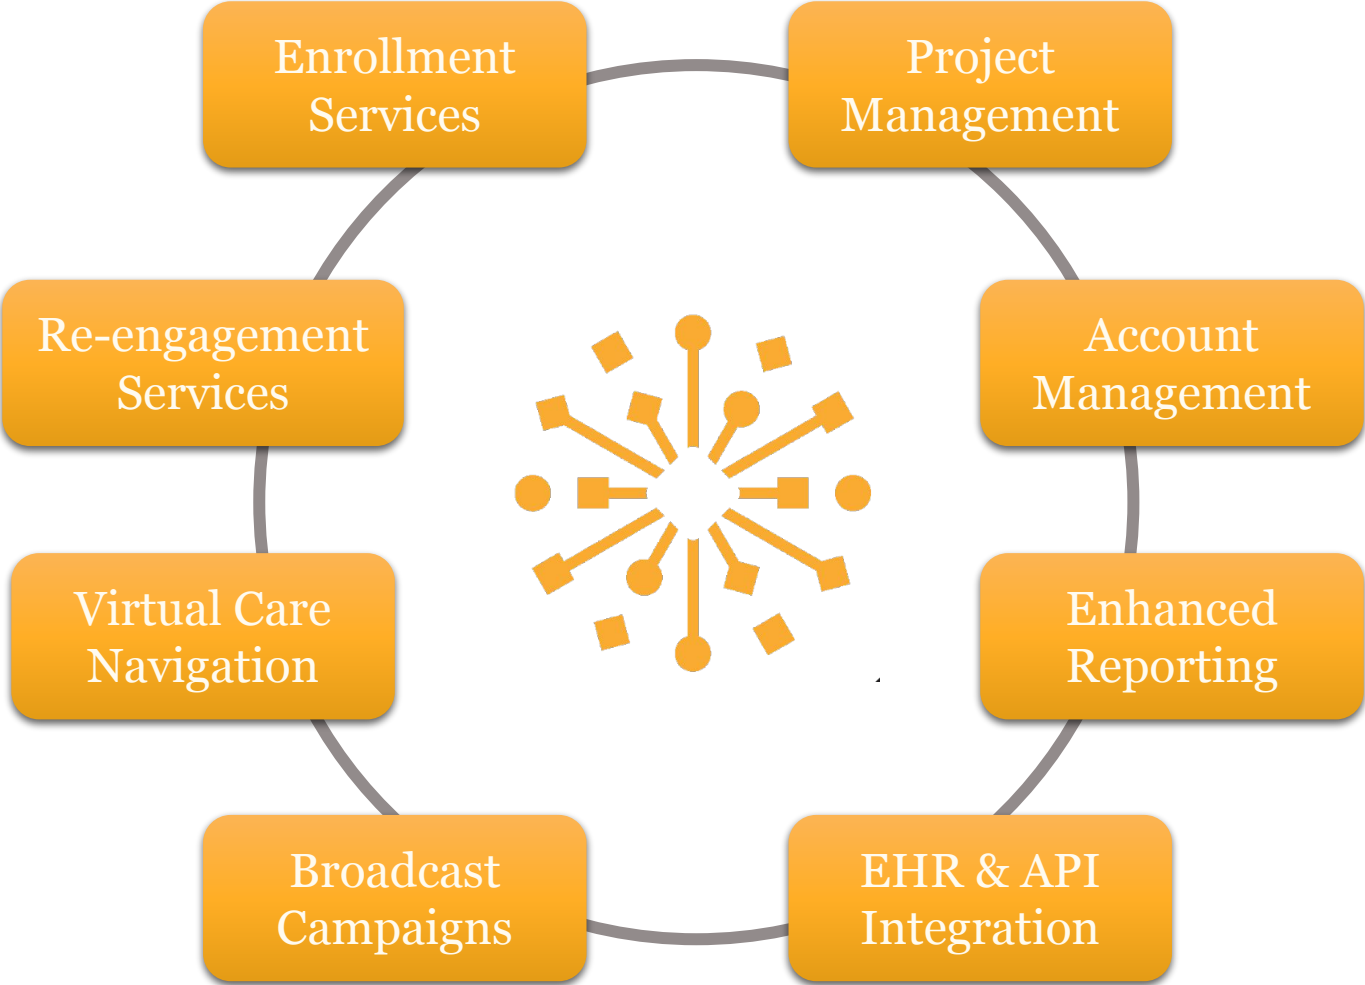 Enrollment
Services
Project
Management
Re-engagement
Services
Account
Management
Virtual Care
Navigation
Enhanced
Reporting
Broadcast
Campaigns
EHR & API
Integration